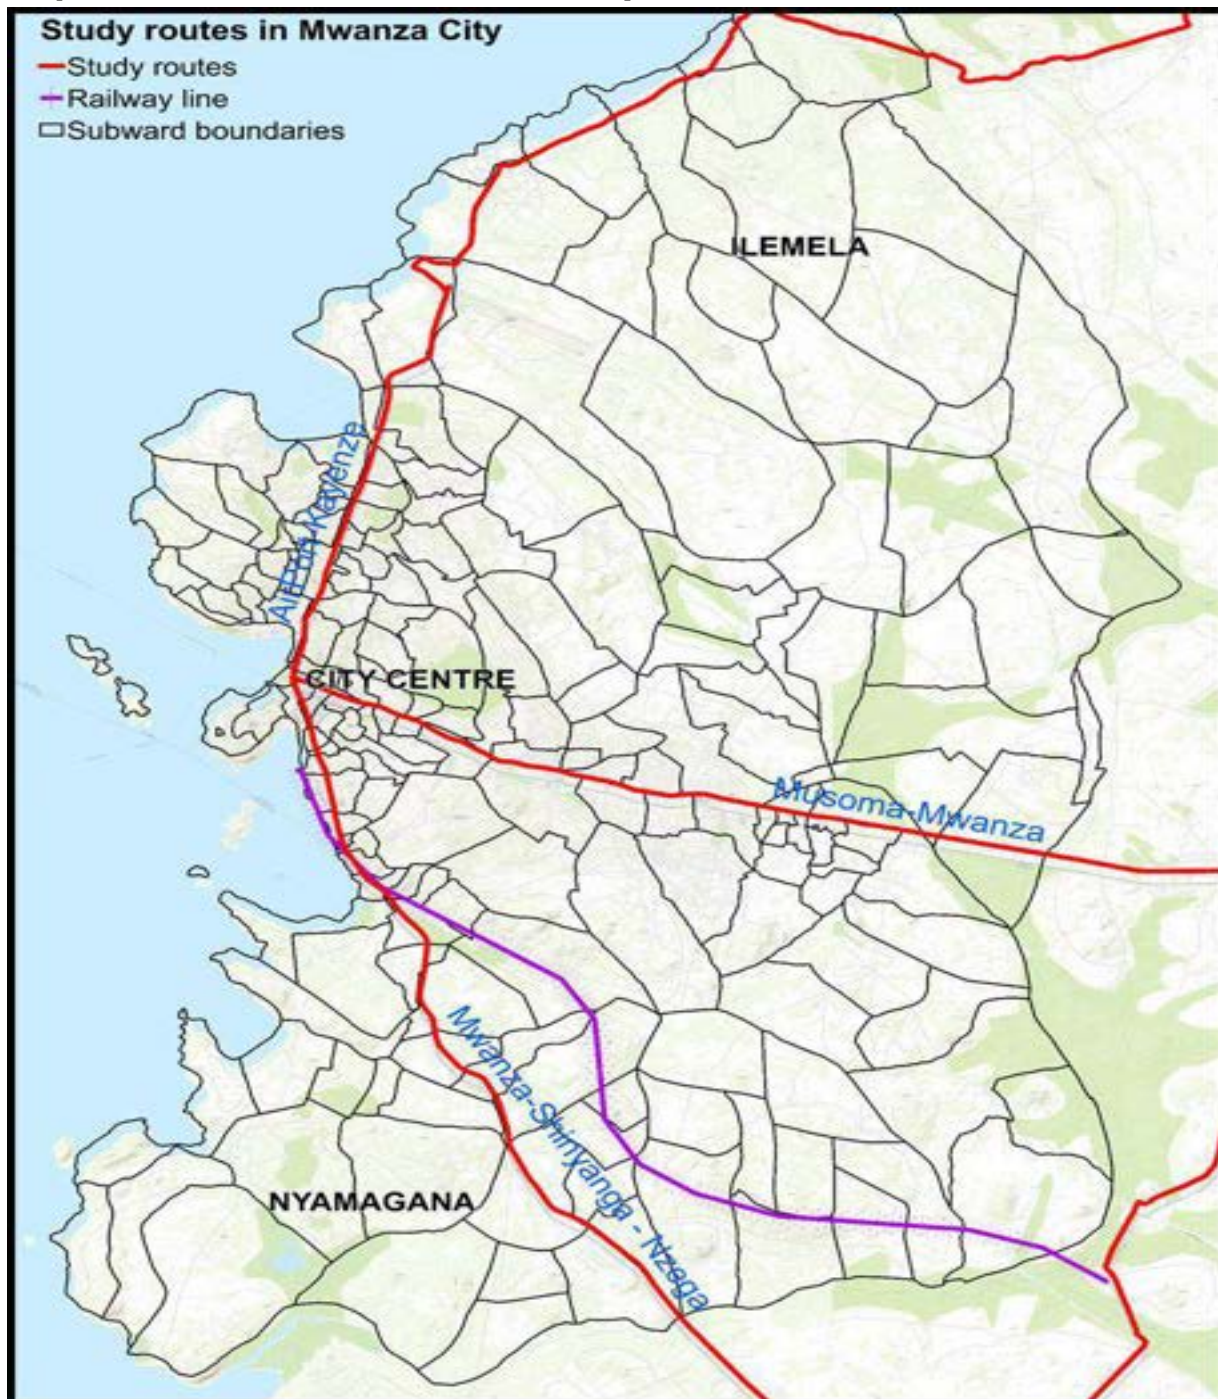 Study routes in Mwanza City
Study routes
Railway line
Subward boundaries
ILEMELA
AirPort-Kayenze
CITY CENTRE
Musoma-Mwanza
Mwanza-Shinyanga - Nzega
NYAMAGANA